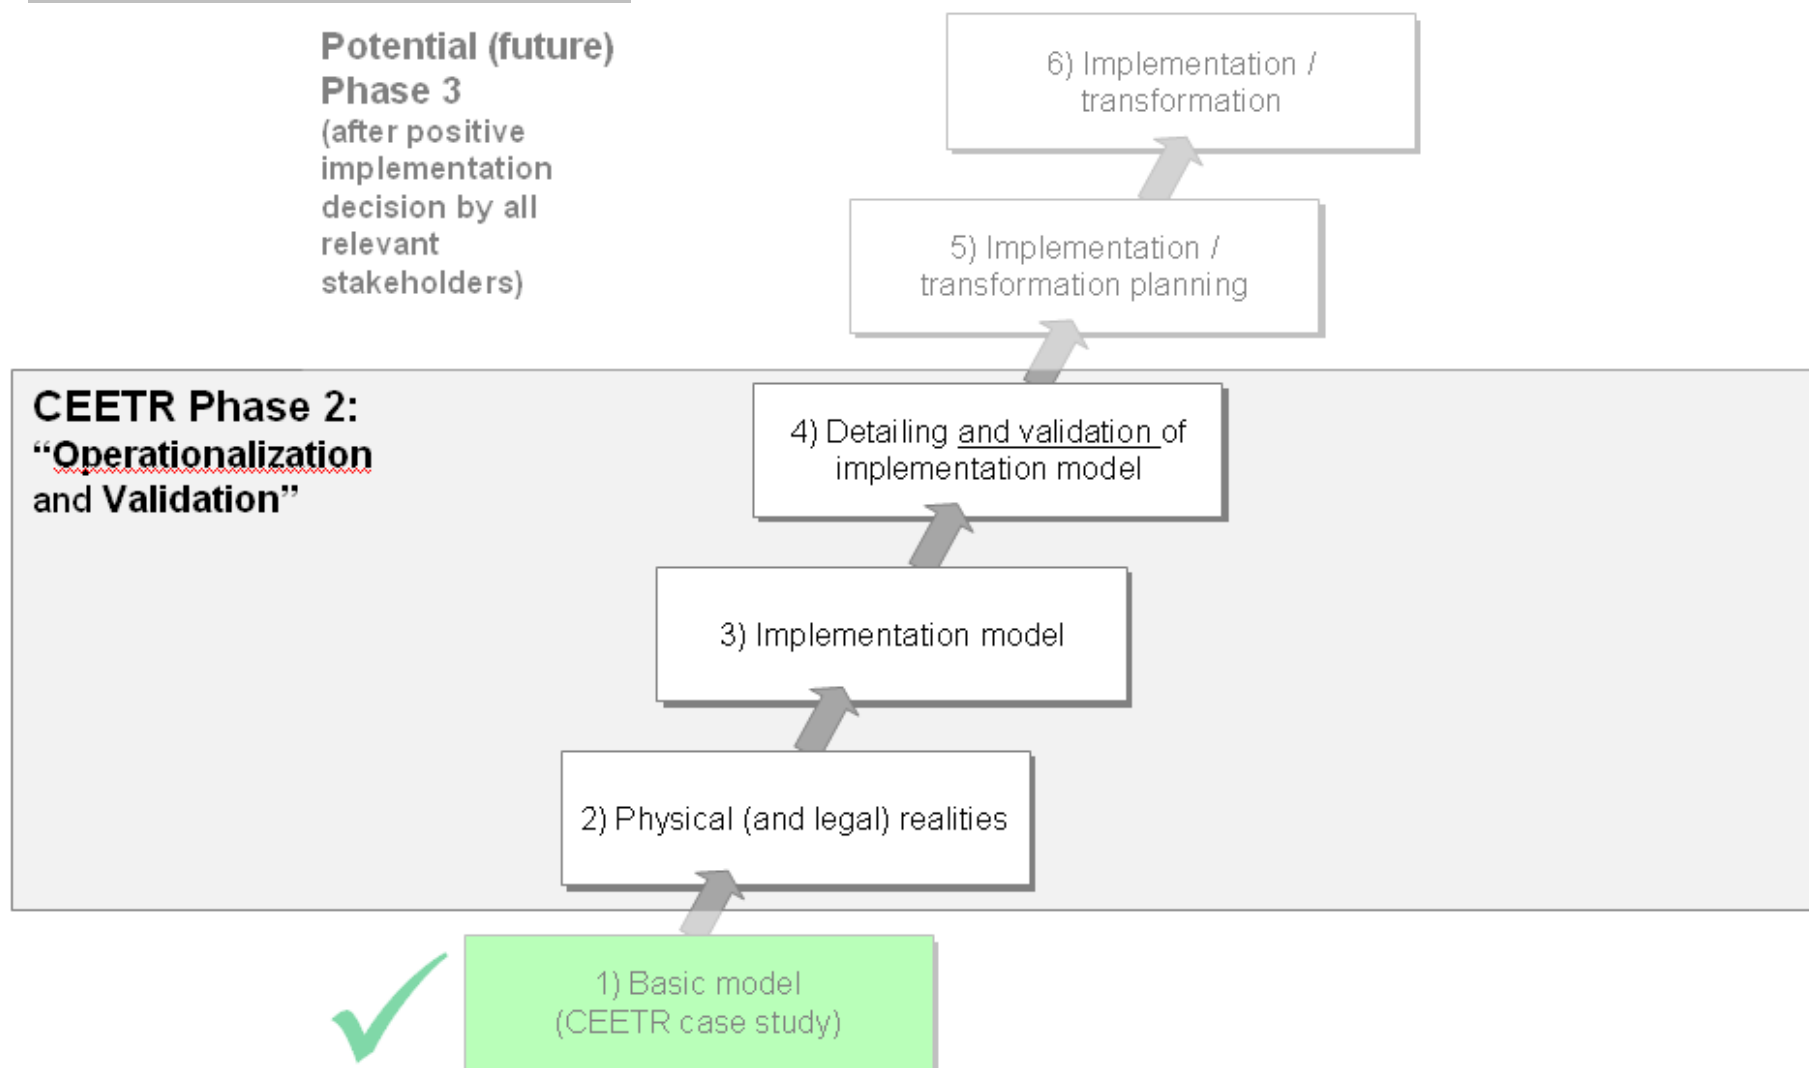 Potential (future)
Phase 3
(after positive
implementation
decision by all
relevant
stakeholders)
6) Implementation /
transformation
5) Implementation /
transformation planning
CEETR Phase 2:
“Operationalization
and Validation”
4) Detailing and validation of
implementation model
3) Implementation model
2) Physical (and legal) realities
1) Basic model
(CEETR case study)